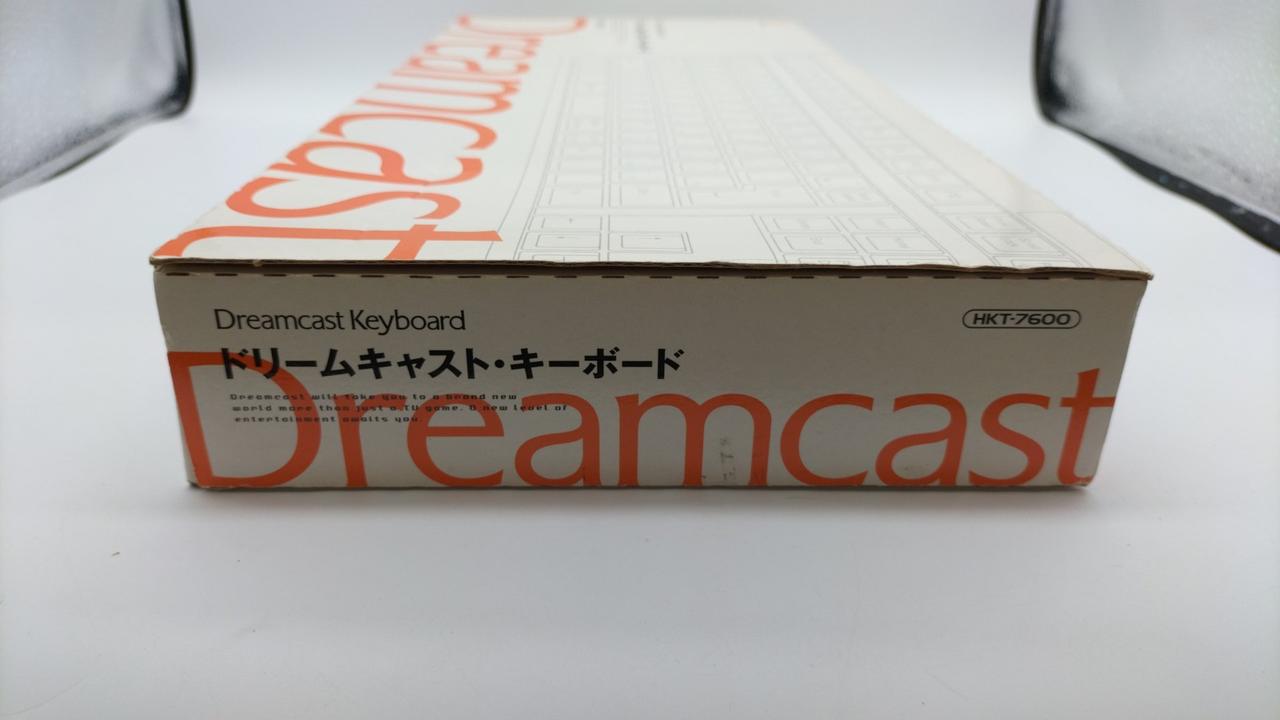 Dreamcast
Dreamcast Keyboard
HKT-7600
ドリームキャスト・キーボード
Dreamcast will take you to a brand new
world more than just a TV game. A new level of
entertainment awaits you.
Dreamcast